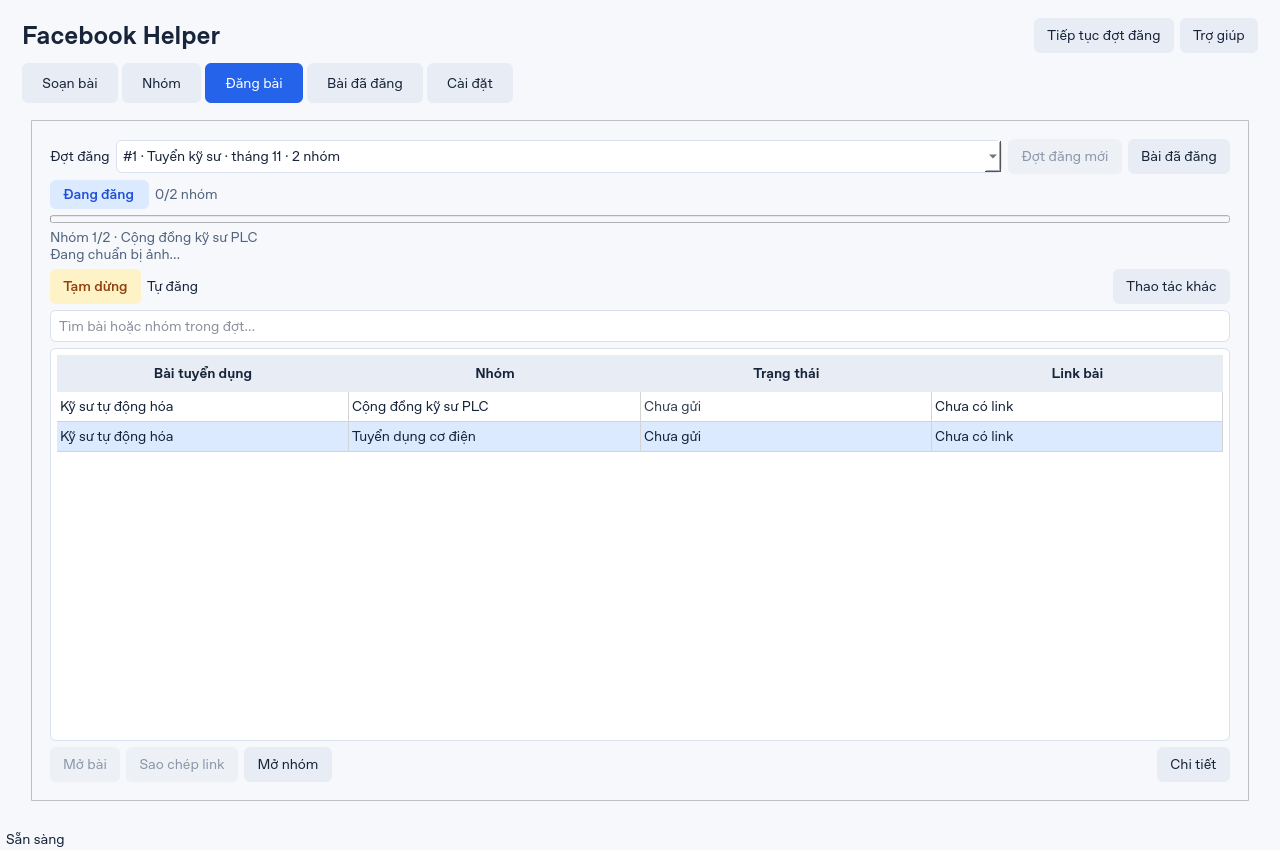 Facebook Helper
Tiếp tục đợt đăng
Trợ giúp
Soạn bài
Nhóm
Đăng bài
Bài đã đăng
Cài đặt
Đợt đăng
#1 · Tuyển kỹ sư · tháng 11 · 2 nhóm
Đợt đăng mới
Bài đã đăng
Đang đăng
0/2 nhóm
Nhóm 1/2 · Cộng đồng kỹ sư PLC
Đang chuẩn bị ảnh...
Tạm dừng
Tự đăng
Thao tác khác
Tìm bài hoặc nhóm trong đợt...
Bài tuyển dụng Nhóm Trạng thái Link bài
Kỹ sư tự động hóa Cộng đồng kỹ sư PLC Chưa gửi Chưa có link
Kỹ sư tự động hóa Tuyển dụng cơ điện Chưa gửi Chưa có link
Mở bài
Sao chép link
Mở nhóm
Chi tiết
Sẵn sàng